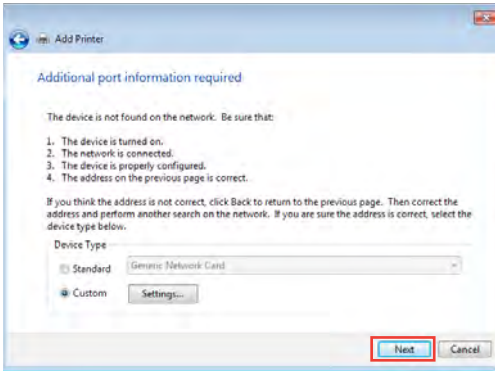 Add Printer
Additional port information required
The device is not found on the network. Be sure that:
1. The device is turned on.
2. The network is connected.
3. The device is properly configured.
4. The address on the previous page is correct.
If you think the address is not correct, click Back to return to the previous page. Then correct the
address and perform another search on the network. If you are sure the address is correct, select the
device type below.
Device Type
Standard Generic Network Card
Custom Settings...
Next Cancel